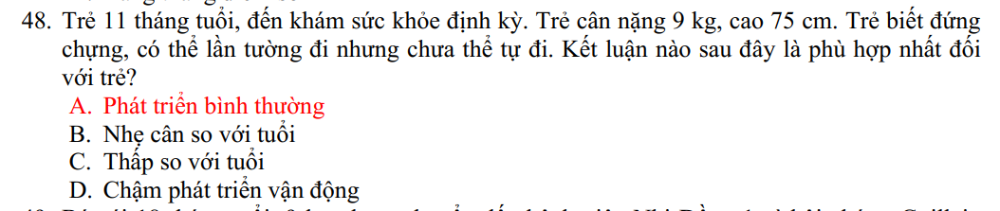 48. Trẻ 11 tháng tuổi, đến khám sức khỏe định kỳ. Trẻ cân nặng 9 kg, cao 75 cm. Trẻ biết đứng
chựng, có thể lần tường đi nhưng chưa thể tự đi. Kết luận nào sau đây là phù hợp nhất đối
với trẻ?
A. Phát triển bình thường
B. Nhẹ cân so với tuổi
C. Thấp so với tuổi
D. Chậm phát triển vận động